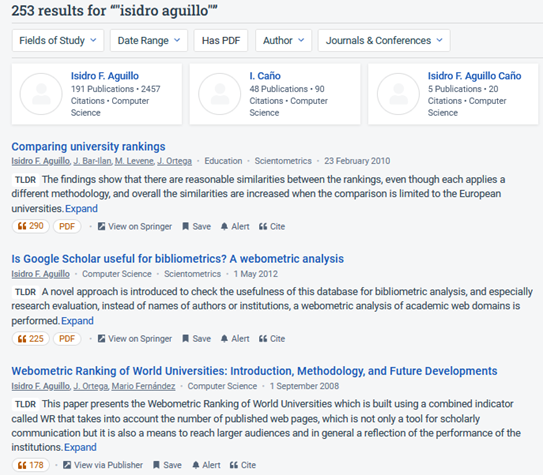 253 results for ““"isidro aguillo"”
Fields of Study
Date Range
Has PDF
Author
Journals & Conferences
Isidro F. Aguillo
191 Publications • 2457
Citations • Computer
Science
I. Caño
48 Publications • 90
Citations • Computer
Science
Isidro F. Aguillo Caño
5 Publications • 20
Citations • Computer
Science
Comparing university rankings
Isidro F. Aguillo, J. Bar-Ilan, M. Levene, J. Ortega • Education • Scientometrics • 23 February 2010
TLDR The findings show that there are reasonable similarities between the rankings, even though each applies a
different methodology, and overall the similarities are increased when the comparison is limited to the European
universities. Expand
290 PDF • View on Springer Save Alert Cite
Is Google Scholar useful for bibliometrics? A webometric analysis
Isidro F. Aguillo • Computer Science • Scientometrics • 1 May 2012
TLDR A novel approach is introduced to check the usefulness of this database for bibliometric analysis, and especially
research evaluation, instead of names of authors or institutions, a webometric analysis of academic web domains is
performed. Expand
225 PDF • View on Springer Save Alert Cite
Webometric Ranking of World Universities: Introduction, Methodology, and Future Developments
Isidro F. Aguillo, J. Ortega, Mario Fernández • Computer Science • 1 September 2008
TLDR This paper presents the Webometric Ranking of World Universities which is built using a combined indicator
called WR that takes into account the number of published web pages, which is not only a tool for scholarly
communication but it is also a means to reach larger audiences and in general a reflection of the performance of the
institutions. Expand
178 • View via Publisher Save Alert Cite